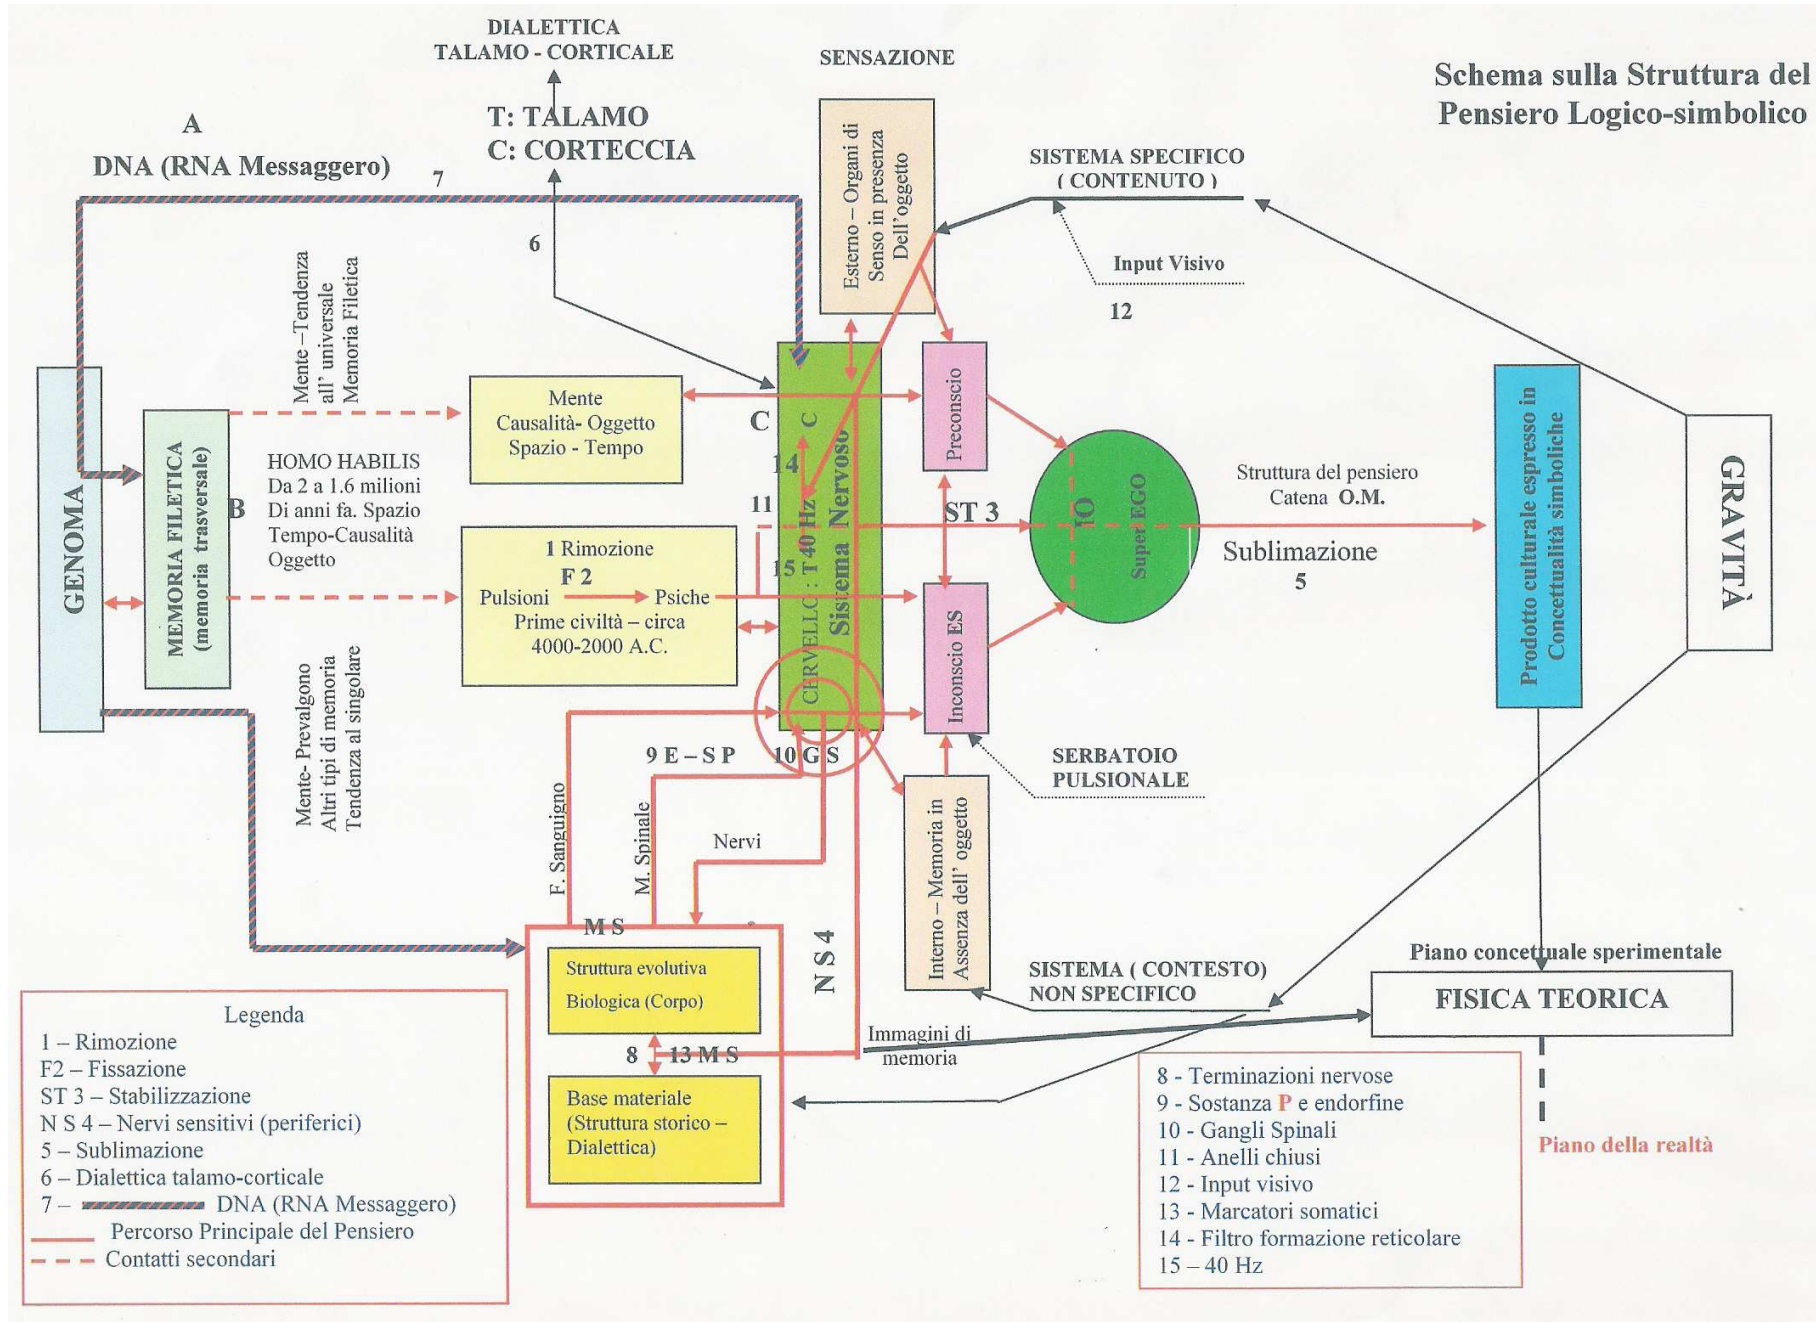 DIALETTICA
TALAMO - CORTICALE
SENSAZIONE
Schema sulla Struttura del
Pensiero Logico-simbolico
A
DNA (RNA Messaggero)
7
T: TALAMO
C: CORTECCIA
6
Esterno – Organi di
Senso in presenza
Dell'oggetto
SISTEMA SPECIFICO
( CONTENUTO )
Input Visivo
12
Mente –Tendenza
all' universale
Memoria Filetica
GENOMA
MEMORIA FILETICA
(memoria trasversale)
B
HOMO HABILIS
Da 2 a 1.6 milioni
Di anni fa. Spazio
Tempo-Causalità
Oggetto
Mente
Causalità- Oggetto
Spazio - Tempo
C
14
11
15
1 Rimozione
F 2
Pulsioni
Psiche
Prime civiltà – circa
4000-2000 A.C.
CERVELLO : T 40 Hz C
Sistema Nervoso
Preconscio
ST 3
Inconscio ES
IO
Super EGO
Struttura del pensiero
Catena O.M.
Sublimazione
5
Prodotto culturale espresso in
Concettualità simboliche
GRAVITÀ
Mente- Prevalgono
Altri tipi di memoria
Tendenza al singolare
9 E – S P
10 G S
SERBATOIO
PULSIONALE
F. Sanguigno
M. Spinale
Nervi
N S 4
Interno – Memoria in
Assenza dell' oggetto
M S
Struttura evolutiva
Biologica (Corpo)
8
13 M S
Base materiale
(Struttura storico –
Dialettica)
SISTEMA ( CONTESTO)
NON SPECIFICO
Immagini di
memoria
Piano concettuale sperimentale
FISICA TEORICA
Piano della realtà
Legenda
1 – Rimozione
F2 – Fissazione
ST 3 – Stabilizzazione
N S 4 – Nervi sensitivi (periferici)
5 – Sublimazione
6 – Dialettica talamo-corticale
7 – DNA (RNA Messaggero)
Percorso Principale del Pensiero
Contatti secondari
8 - Terminazioni nervose
9 - Sostanza P e endorfine
10 - Gangli Spinali
11 - Anelli chiusi
12 - Input visivo
13 - Marcatori somatici
14 - Filtro formazione reticolare
15 – 40 Hz